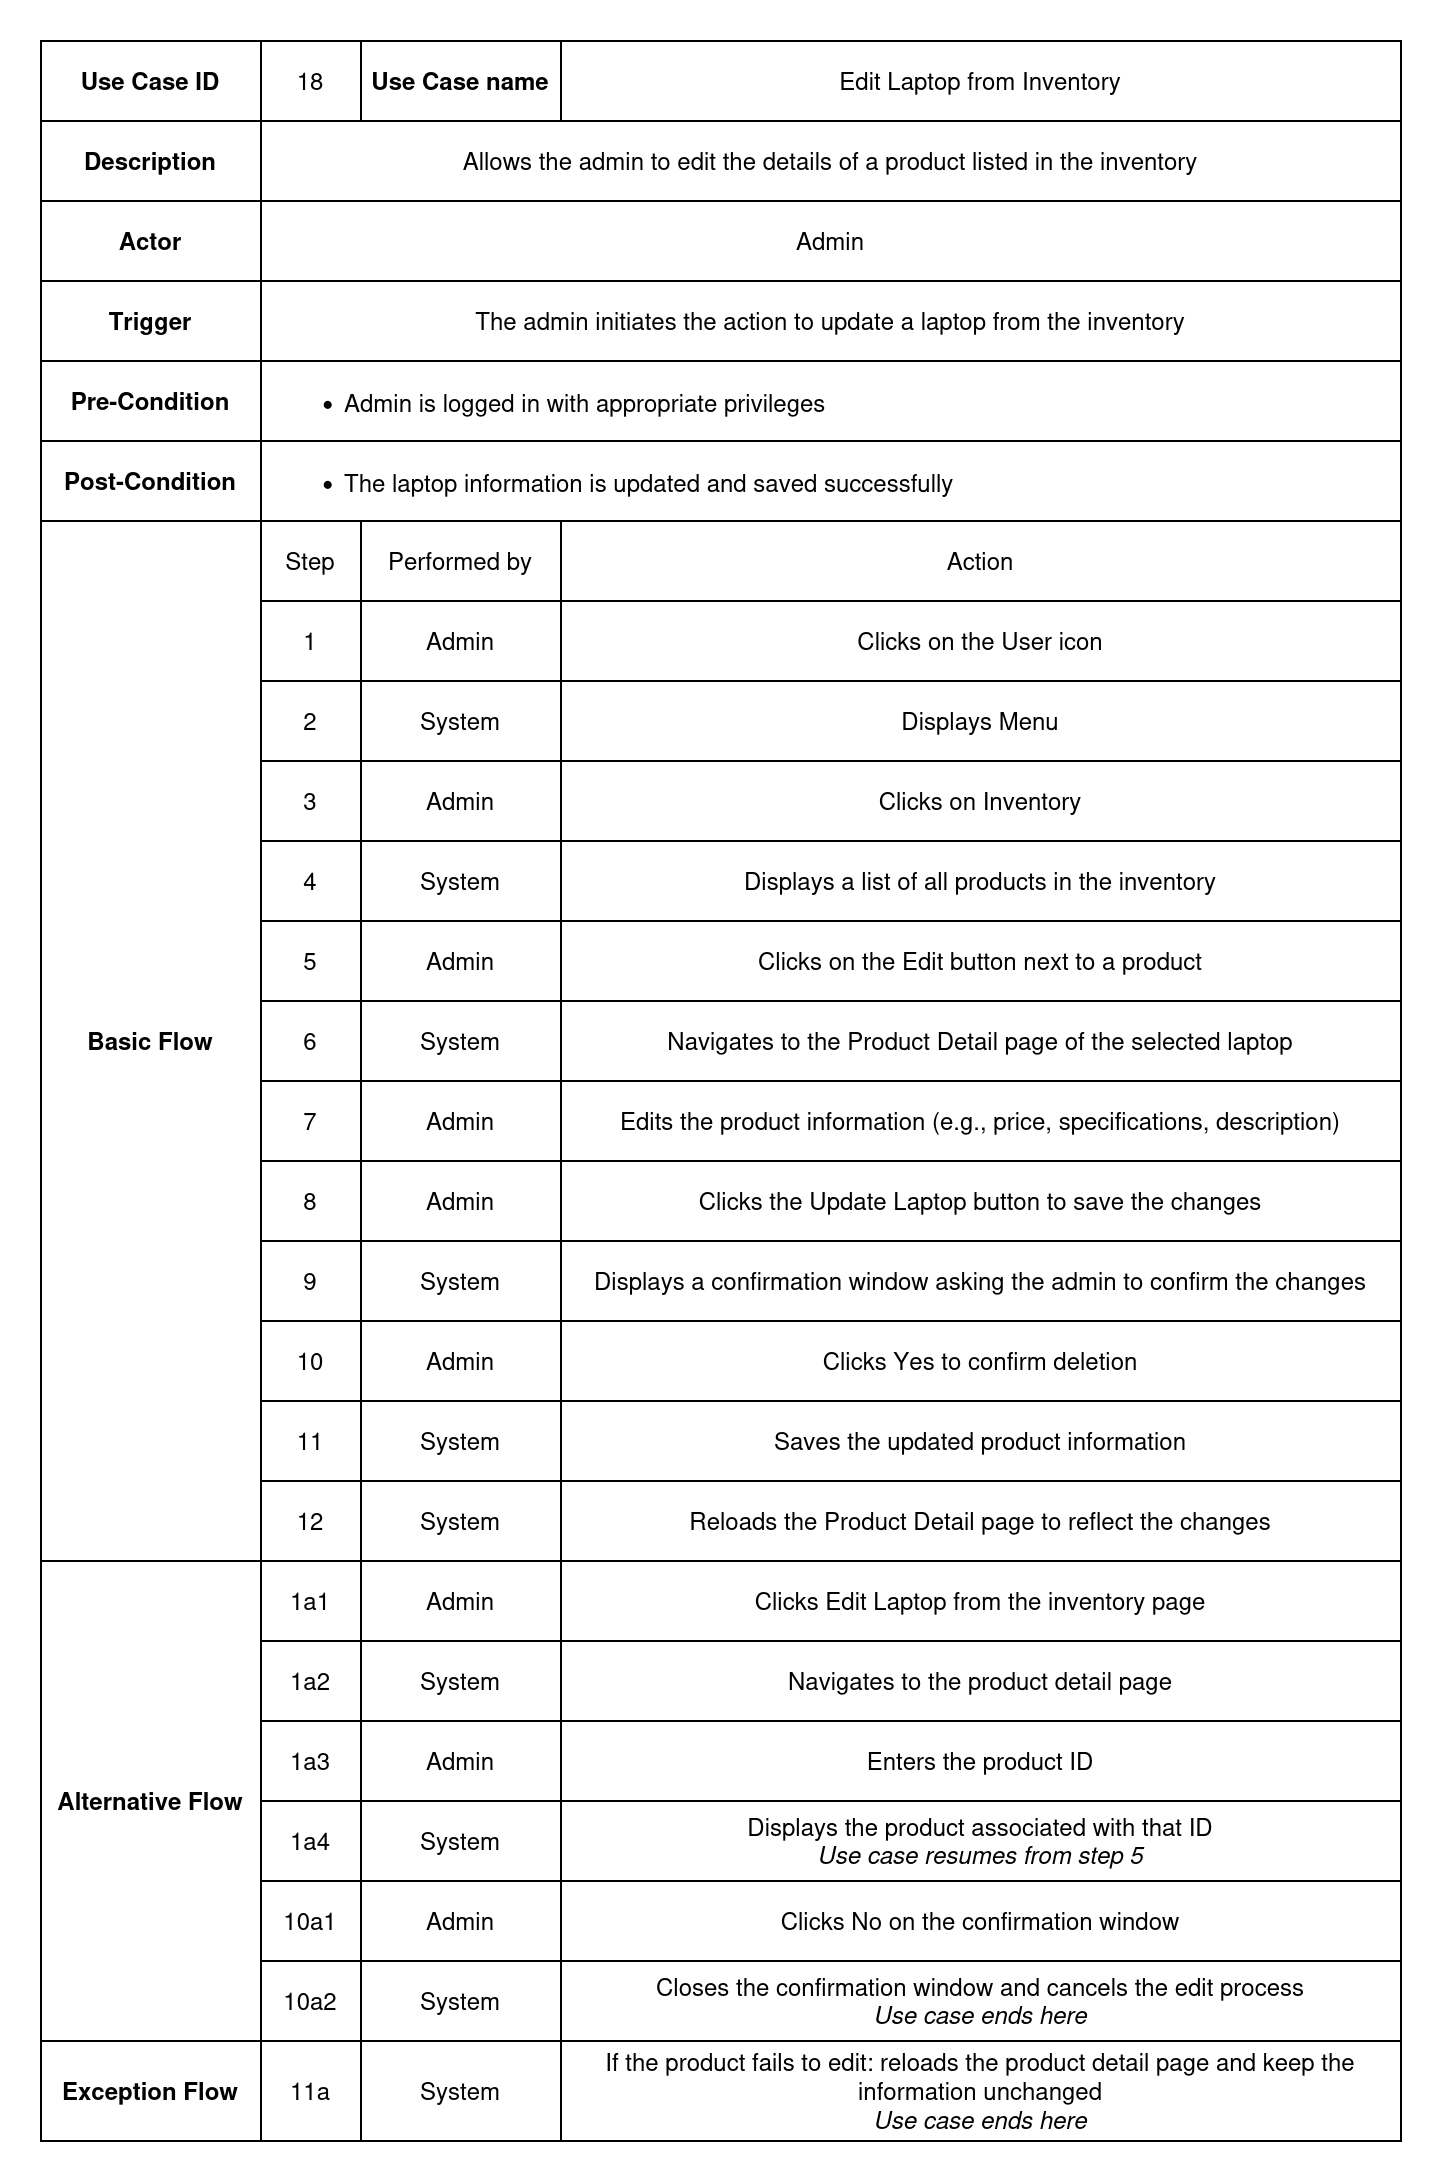 Use Case ID 18 Use Case name Edit Laptop from Inventory
Description Allows the admin to edit the details of a product listed in the inventory
Actor Admin
Trigger The admin initiates the action to update a laptop from the inventory
Pre-Condition • Admin is logged in with appropriate privileges
Post-Condition • The laptop information is updated and saved successfully
Basic Flow
Step Performed by Action
1 Admin Clicks on the User icon
2 System Displays Menu
3 Admin Clicks on Inventory
4 System Displays a list of all products in the inventory
5 Admin Clicks on the Edit button next to a product
6 System Navigates to the Product Detail page of the selected laptop
7 Admin Edits the product information (e.g., price, specifications, description)
8 Admin Clicks the Update Laptop button to save the changes
9 System Displays a confirmation window asking the admin to confirm the changes
10 Admin Clicks Yes to confirm deletion
11 System Saves the updated product information
12 System Reloads the Product Detail page to reflect the changes
Alternative Flow
1a1 Admin Clicks Edit Laptop from the inventory page
1a2 System Navigates to the product detail page
1a3 Admin Enters the product ID
1a4 System Displays the product associated with that ID
Use case resumes from step 5
10a1 Admin Clicks No on the confirmation window
10a2 System Closes the confirmation window and cancels the edit process
Use case ends here
Exception Flow 11a System If the product fails to edit: reloads the product detail page and keep the
information unchanged
Use case ends here